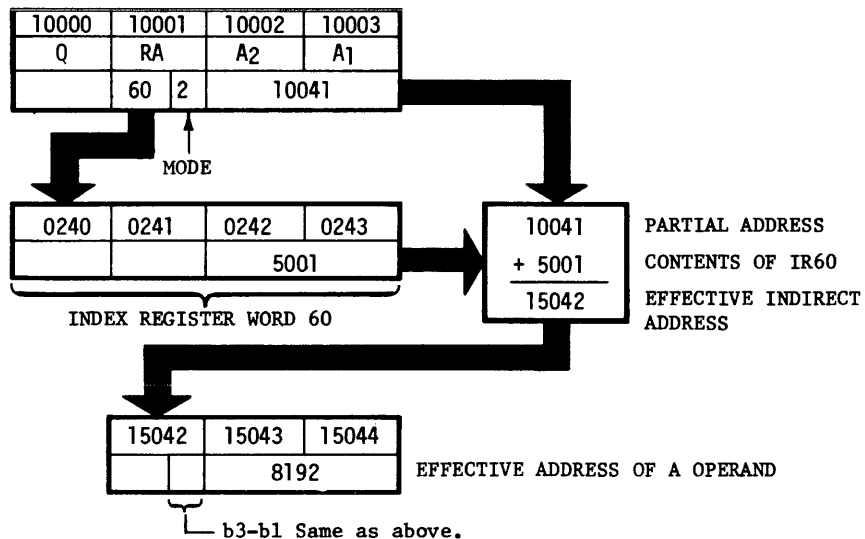 10000 10001 10002 10003
Q RA A2 A1
60 2 10041
MODE
0240 0241 0242 0243
5001
INDEX REGISTER WORD 60
10041 PARTIAL ADDRESS
+ 5001 CONTENTS OF IR60
15042 EFFECTIVE INDIRECT
ADDRESS
15042 15043 15044
8192 EFFECTIVE ADDRESS OF A OPERAND
b3-b1 Same as above.